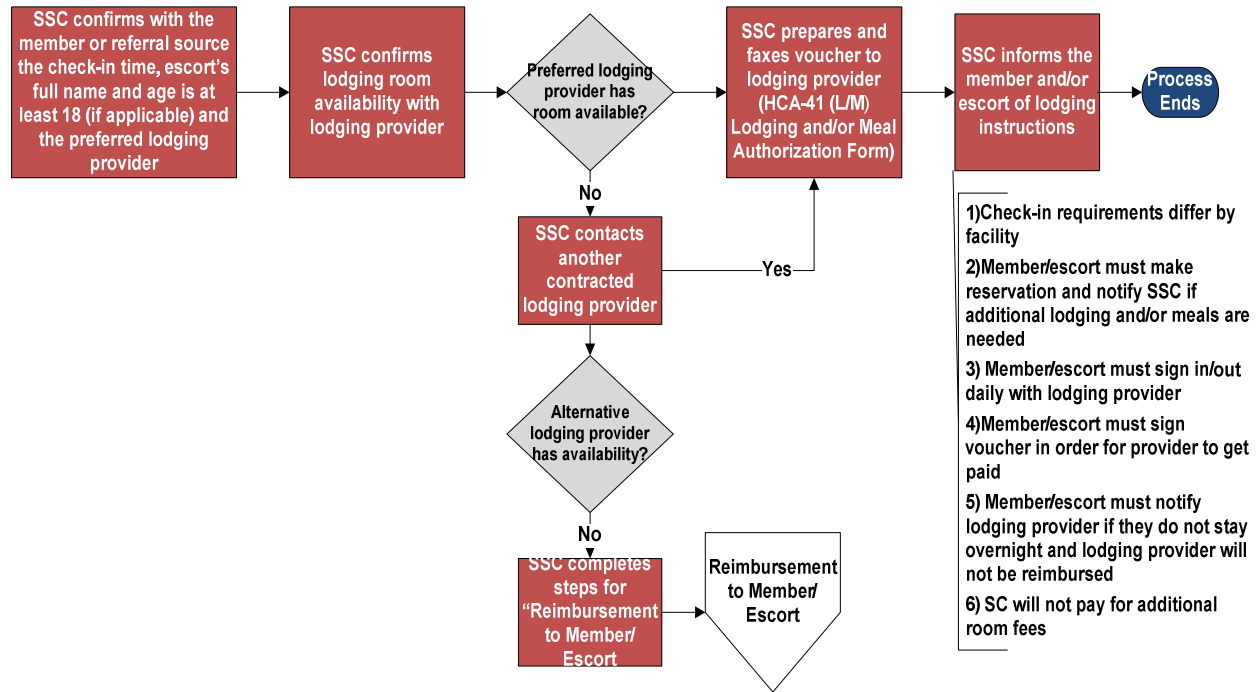 SSC confirms with the
member or referral source
the check-in time, escort's
full name and age is at
least 18 (if applicable) and
the preferred lodging
provider
SSC confirms
lodging room
availability with
lodging provider
Preferred lodging
provider has
room available?
SSC prepares and
faxes voucher to
lodging provider
(HCA-41 (L/M)
Lodging and/or Meal
Authorization Form)
SSC informs the
member and/or
escort of lodging
instructions
Process
Ends
No
SSC contacts
another
contracted
lodging provider
Yes
Alternative
lodging provider
has availability?
No
SSC completes
steps for
“Reimbursement
to Member/
Escort
Reimbursement
to Member/
Escort
1)Check-in requirements differ by
facility
2)Member/escort must make
reservation and notify SSC if
additional lodging and/or meals are
needed
3) Member/escort must sign in/out
daily with lodging provider
4)Member/escort must sign
voucher in order for provider to get
paid
5) Member/escort must notify
lodging provider if they do not stay
overnight and lodging provider will
not be reimbursed
6) SC will not pay for additional
room fees